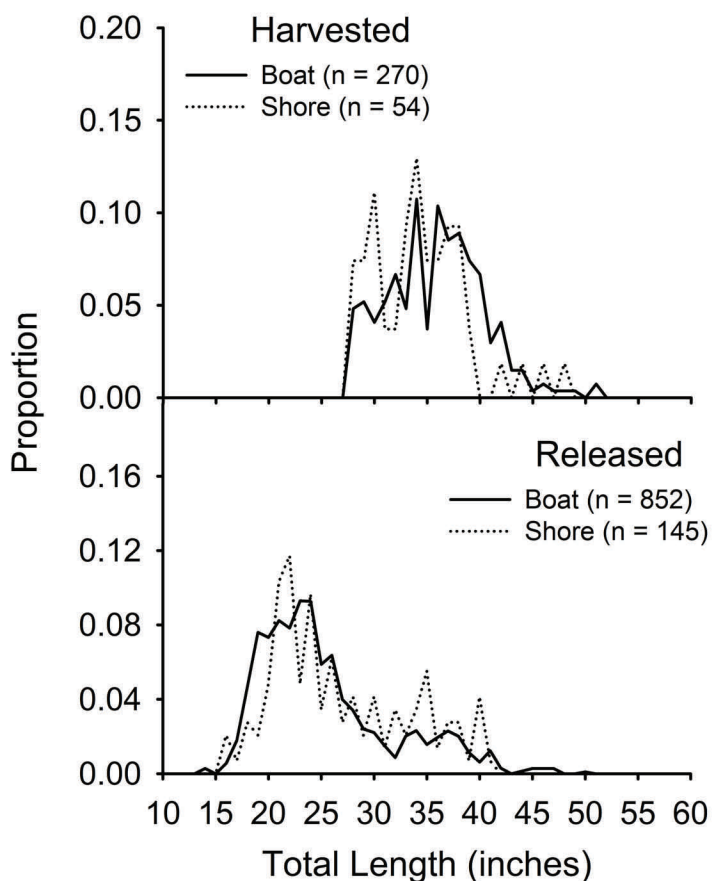 Harvested
Boat (n = 270)
Shore (n = 54)
0.20
0.15
0.10
0.05
0.00
Proportion
Released
Boat (n = 852)
Shore (n = 145)
0.16
0.12
0.08
0.04
0.00
10 15 20 25 30 35 40 45 50 55 60
Total Length (inches)